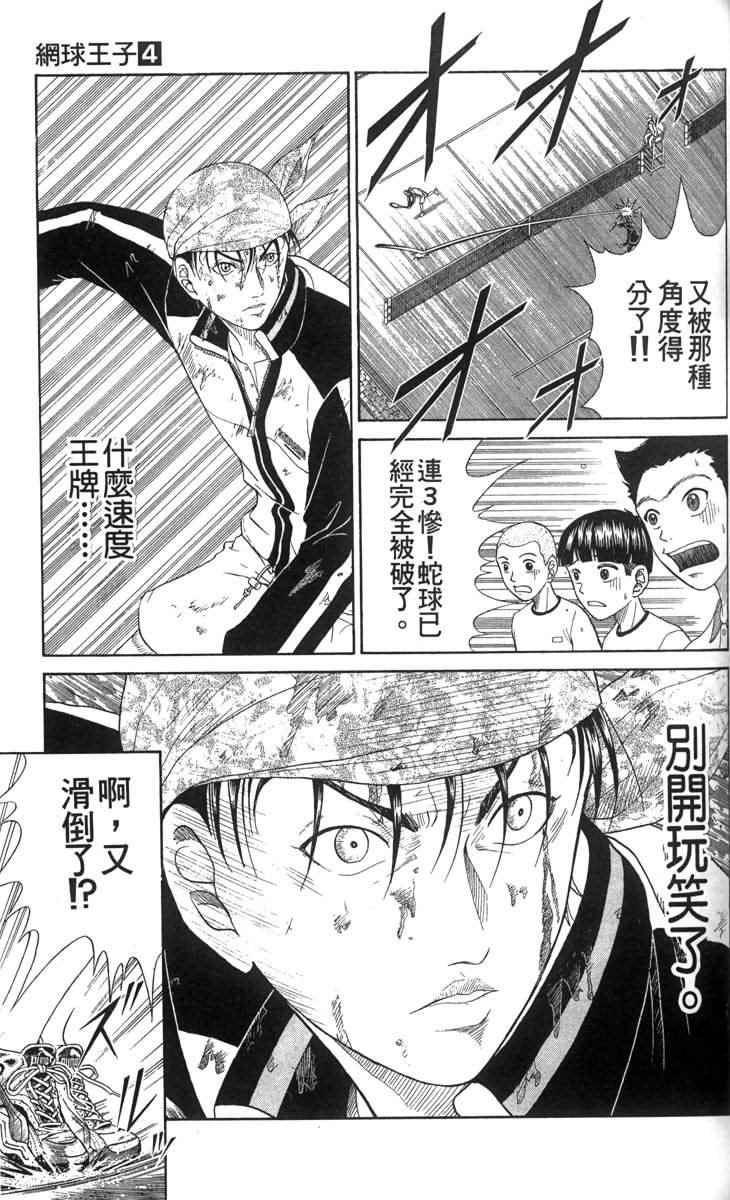 網球王子4
又被那種
角度得
分了!!
連3慘!蛇球已
經完全被破了。
什麼速度
王牌……
別開玩笑了。
啊,又
滑倒了!?
ズズ